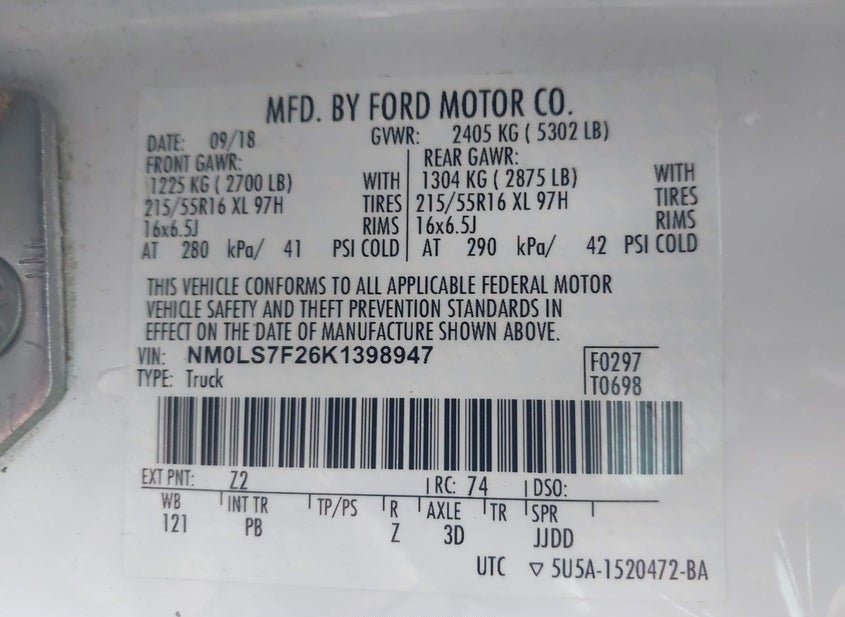 MFD. BY FORD MOTOR CO.
DATE: 09/18 GVWR: 2405 KG ( 5302 LB)
FRONT GAWR: REAR GAWR:
1225 KG ( 2700 LB) WITH 1304 KG ( 2875 LB) WITH
215/55R16 XL 97H TIRES 215/55R16 XL 97H TIRES
16x6.5J RIMS 16x6.5J RIMS
AT 280 kPa/ 41 PSI COLD AT 290 kPa/ 42 PSI COLD
THIS VEHICLE CONFORMS TO ALL APPLICABLE FEDERAL MOTOR
VEHICLE SAFETY AND THEFT PREVENTION STANDARDS IN
EFFECT ON THE DATE OF MANUFACTURE SHOWN ABOVE.
VIN: NM0LS7F26K1398947 F0297
TYPE: Truck T0698
EXT PNT: Z2 RC: 74 DSO:
WB INT TR TP/PS R AXLE TR SPR
121 PB Z 3D JJDD
UTC ▽ 5U5A-1520472-BA